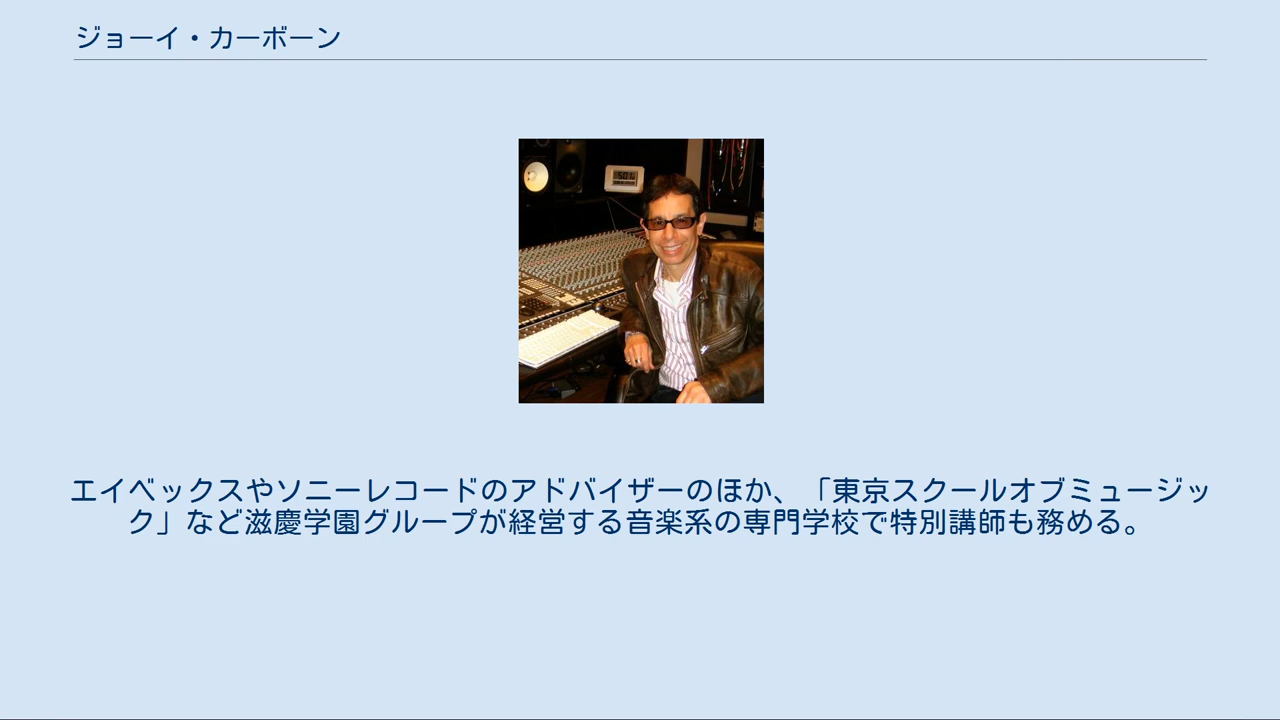 ジョーイ・カーボーン
エイベックスやソニーレコードのアドバイザーのほか、「東京スクールオブミュージッ
ク」など滋慶学園グループが経営する音楽系の専門学校で特別講師も務める。